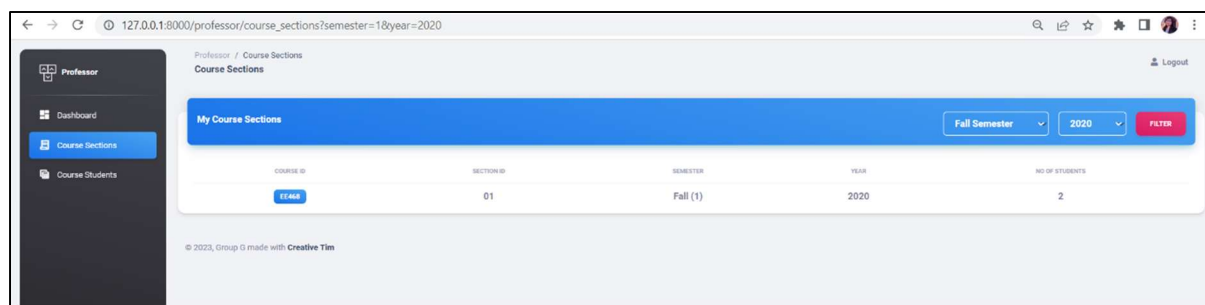 127.0.0.1:8000/professor/course_sections?semester=1&year=2020
Professor
Dashboard
Course Sections
Course Students
Professor / Course Sections
Course Sections
Logout
My Course Sections
Fall Semester
2020
FILTER
COURSE ID SECTION ID SEMESTER YEAR NO OF STUDENTS
EE468 01 Fall (1) 2020 2
© 2023, Group G made with Creative Tim